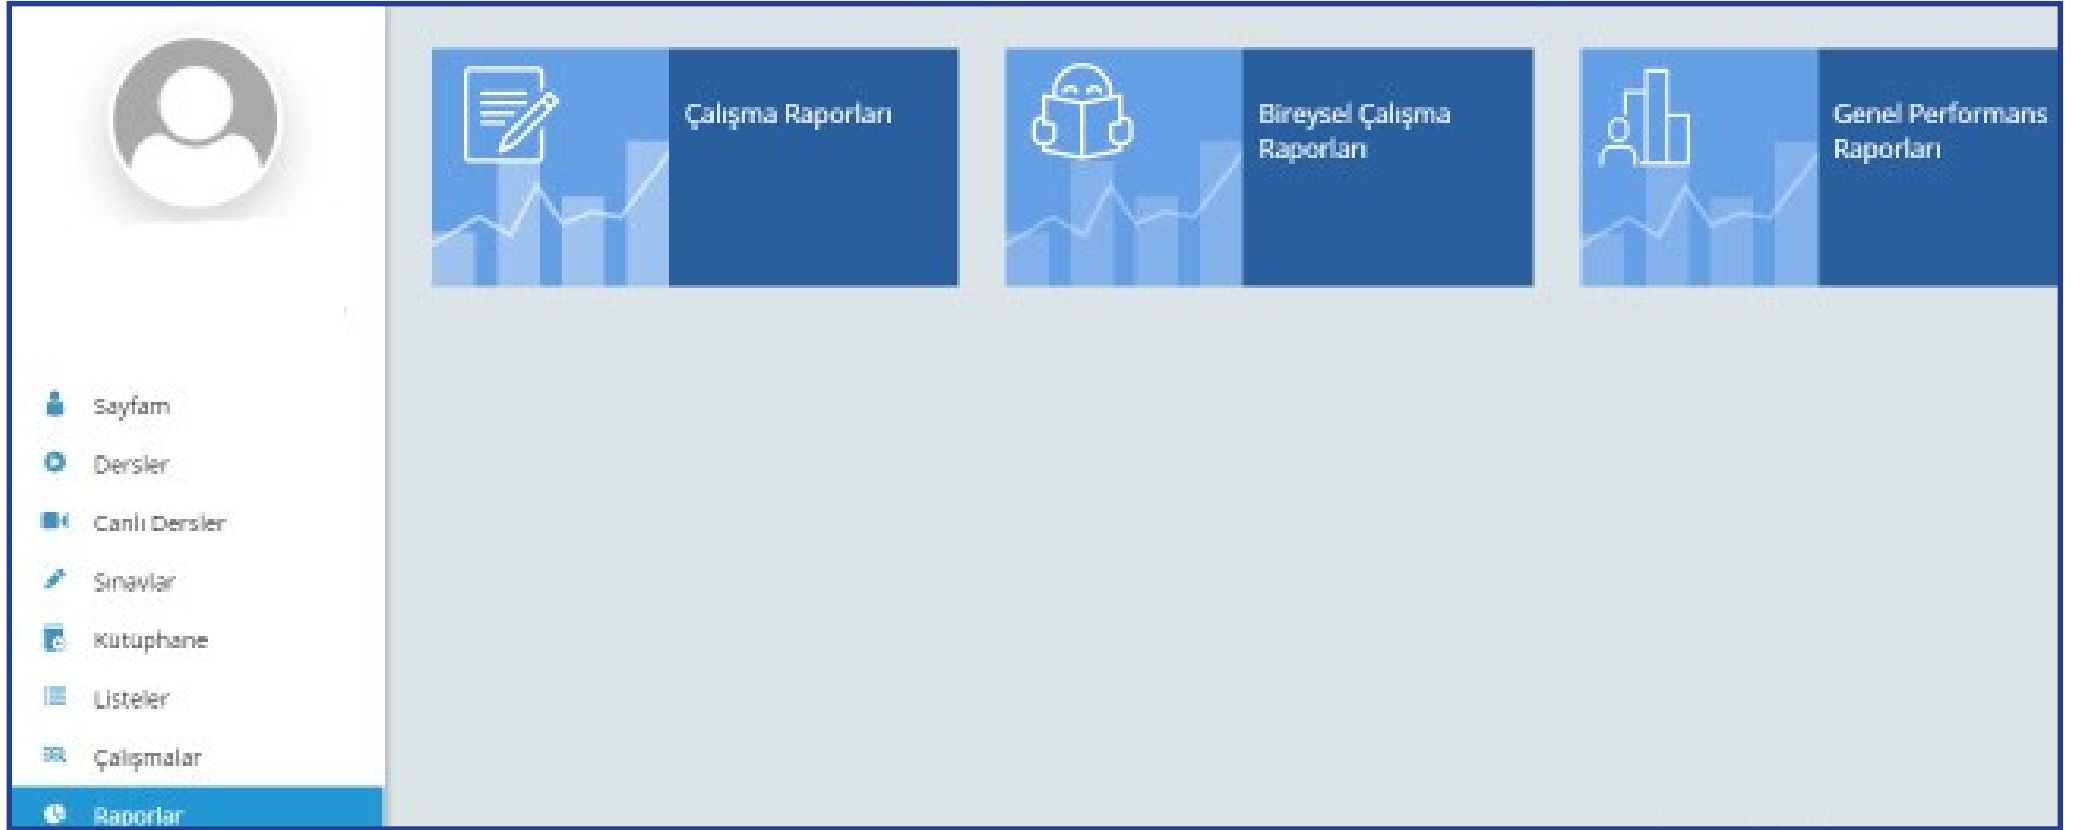 Çalışma Raporları
Bireysel Çalışma
Raporları
Genel Performans
Raporları
Sayfam
Dersler
Canlı Dersler
Sınavlar
Kütüphane
Listeler
Çalışmalar
Raporlar